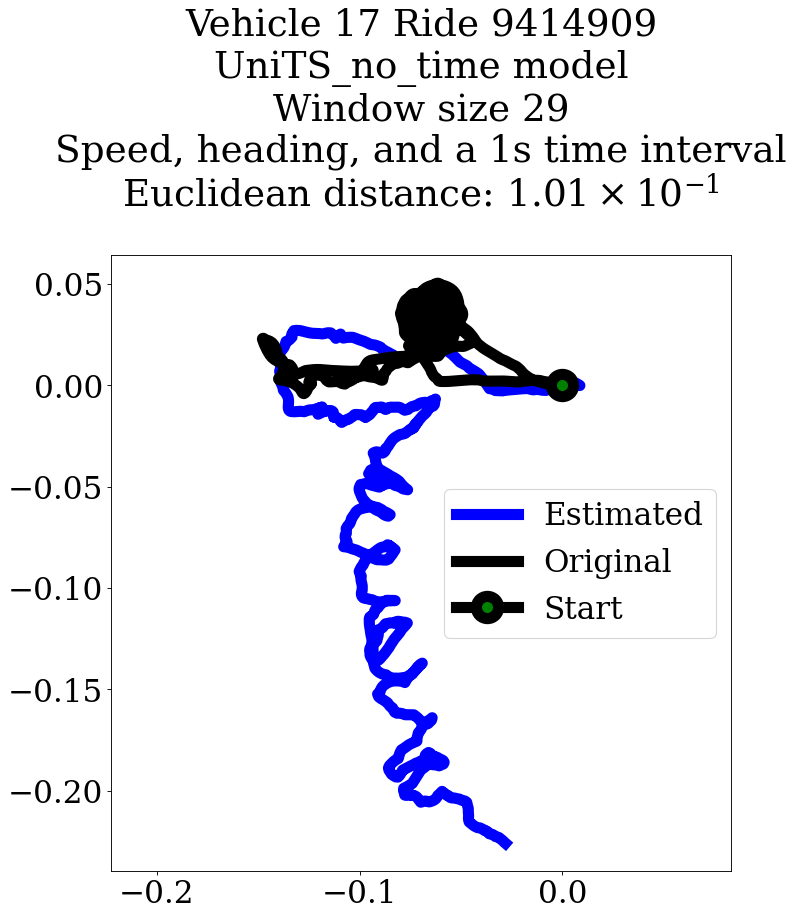 Vehicle 17 Ride 9414909
UniTS_no_time model
Window size 29
Speed, heading, and a 1s time interval
Euclidean distance: 1.01 × 10⁻¹
0.05
0.00
−0.05
−0.10
−0.15
−0.20
Estimated
Original
Start
−0.2
−0.1
0.0